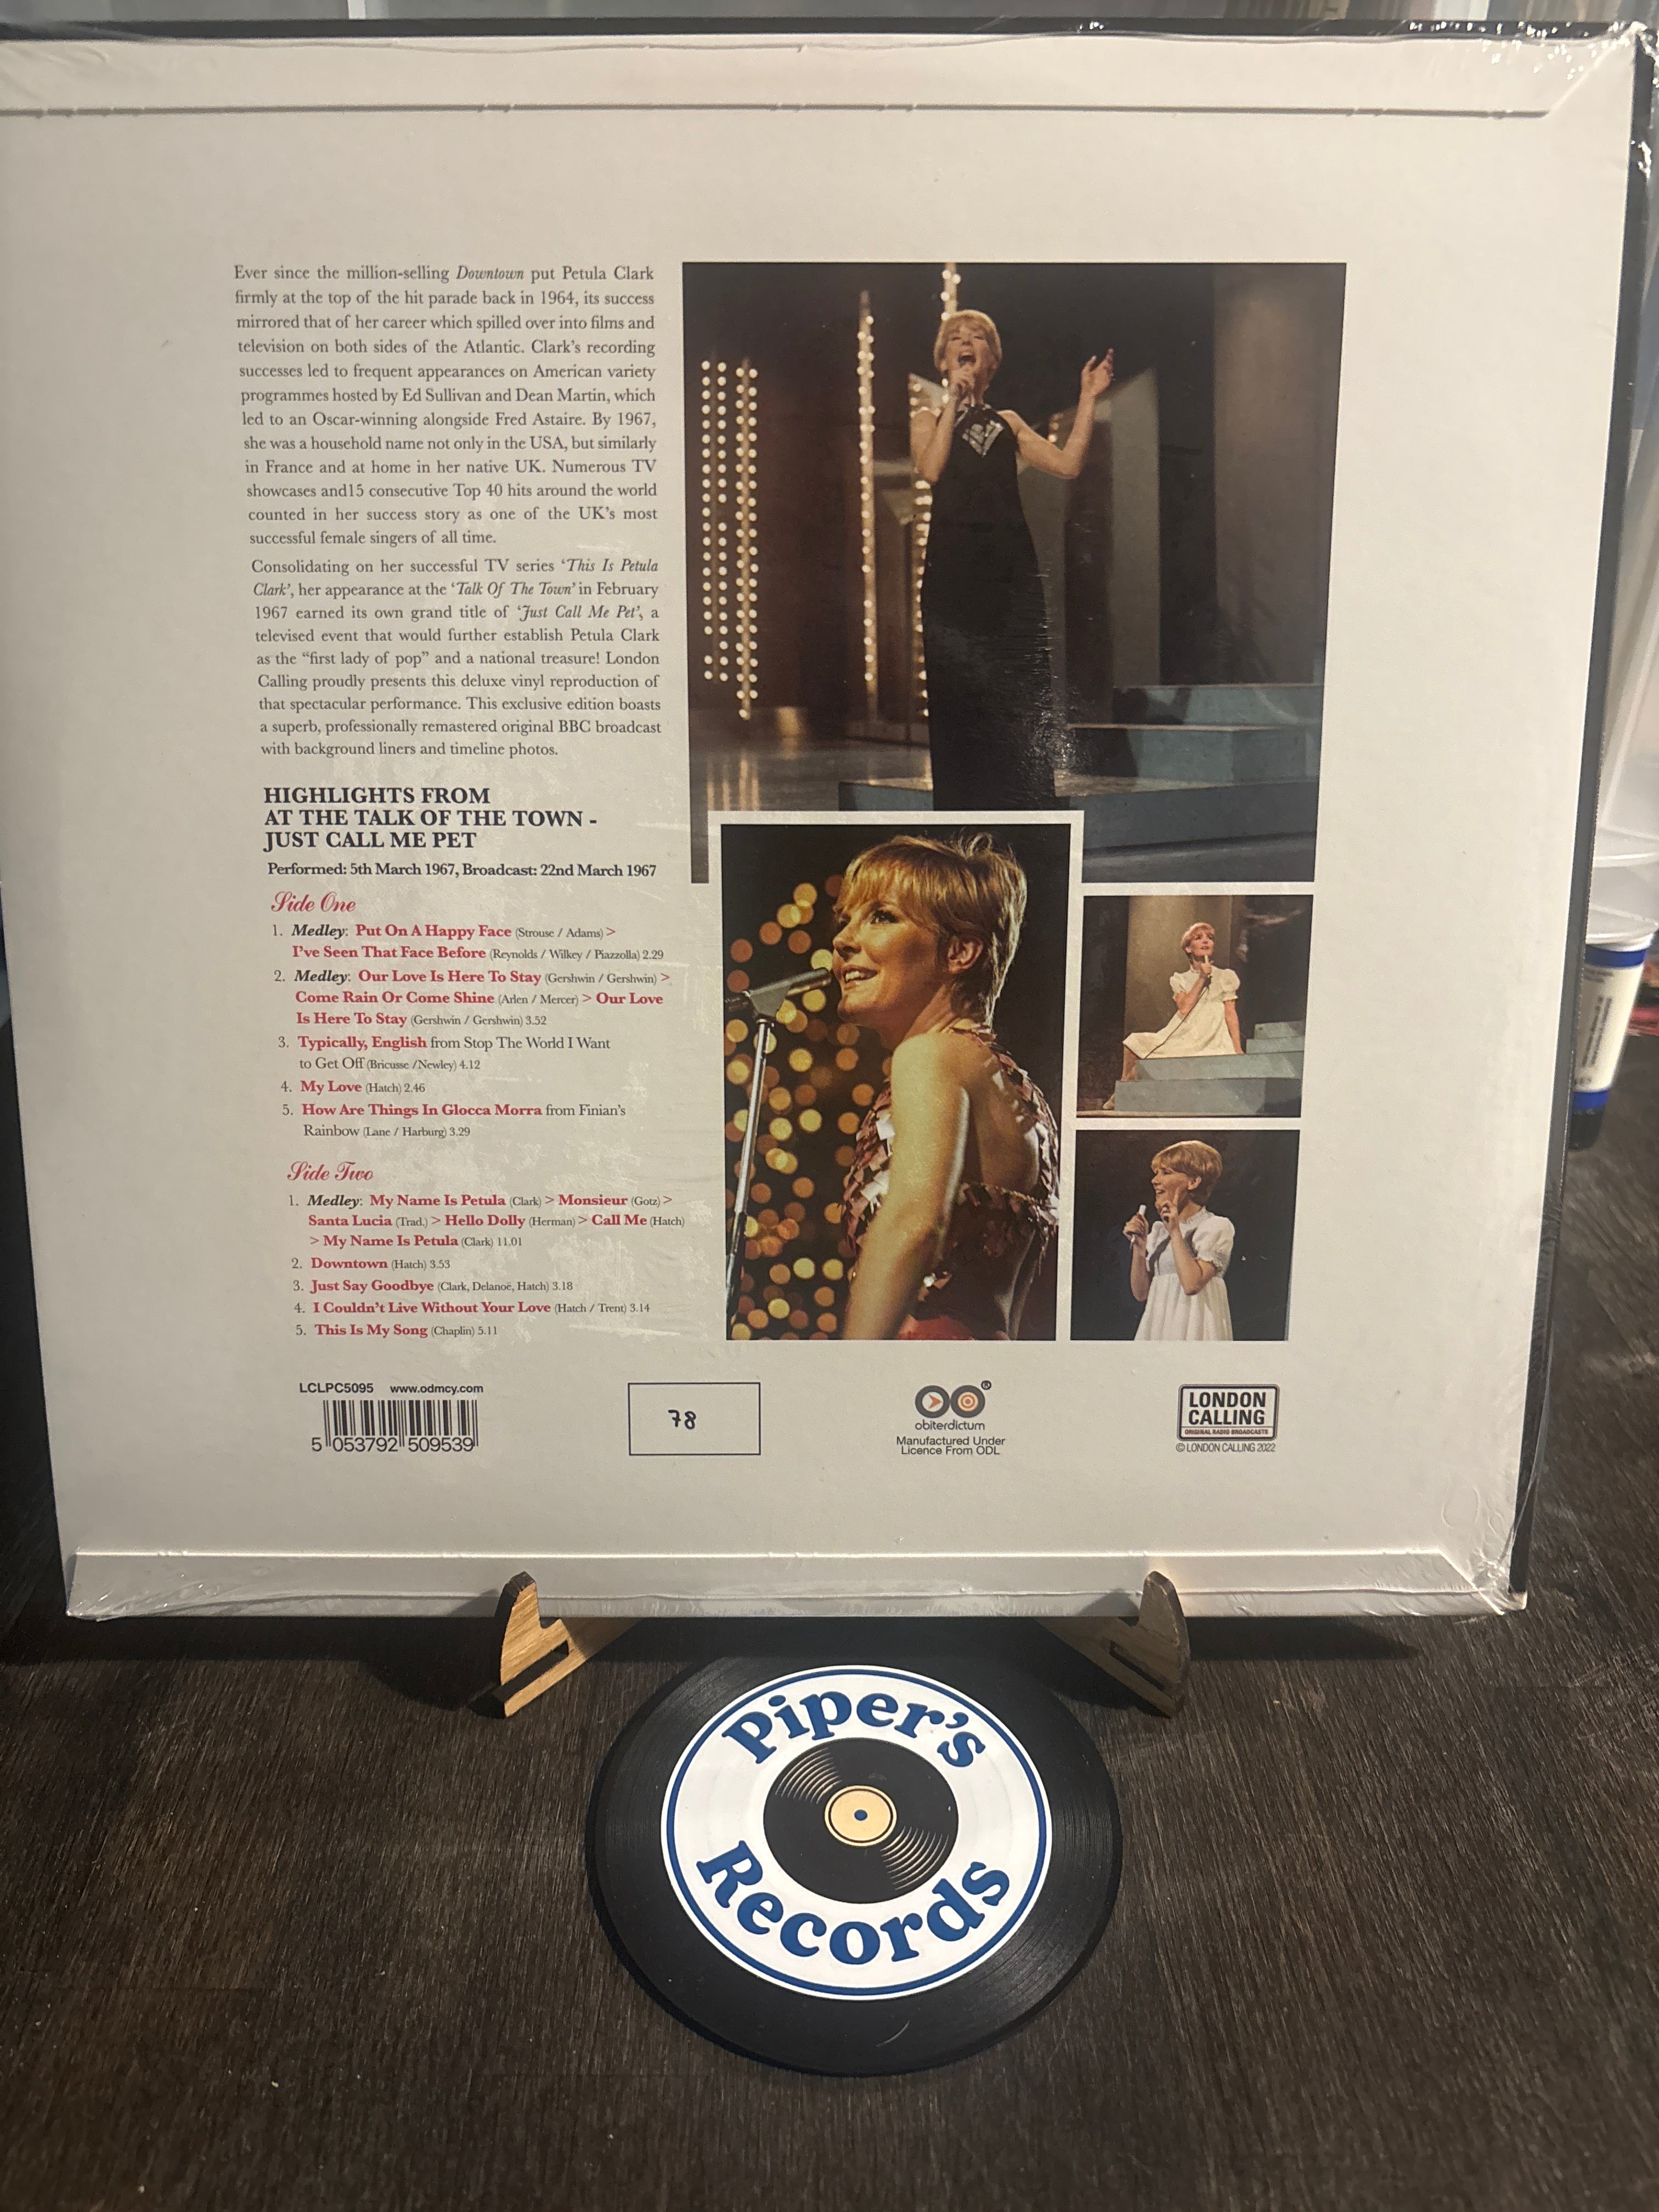 Ever since the million-selling Downtown put Petula Clark
firmly at the top of the hit parade back in 1964, its success
mirrored that of her career which spilled over into films and
television on both sides of the Atlantic. Clark's recording
successes led to frequent appearances on American variety
programmes hosted by Ed Sullivan and Dean Martin, which
led to an Oscar-winning alongside Fred Astaire. By 1967,
she was a household name not only in the USA, but similarly
in France and at home in her native UK. Numerous TV
showcases and15 consecutive Top 40 hits around the world
counted in her success story as one of the UK's most
successful female singers of all time.
Consolidating on her successful TV series 'This Is Petula
Clark', her appearance at the 'Talk Of The Town' in February
1967 earned its own grand title of 'Just Call Me Pet', a
televised event that would further establish Petula Clark
as the "first lady of pop" and a national treasure! London
Calling proudly presents this deluxe vinyl reproduction of
that spectacular performance. This exclusive edition boasts
a superb, professionally remastered original BBC broadcast
with background liners and timeline photos.
HIGHLIGHTS FROM
AT THE TALK OF THE TOWN -
JUST CALL ME PET
Performed: 5th March 1967, Broadcast: 22nd March 1967
Side One
1. Medley: Put On A Happy Face (Strouse / Adams) >
I've Seen That Face Before (Reynolds / Wilkey / Piazzolla) 2.29
2. Medley: Our Love Is Here To Stay (Gershwin / Gershwin) >
Come Rain Or Come Shine (Arlen / Mercer) > Our Love
Is Here To Stay (Gershwin / Gershwin) 3.52
3. Typically, English from Stop The World I Want
to Get Off (Bricusse /Newley) 4.12
4. My Love (Hatch) 2.46
5. How Are Things In Glocca Morra from Finian's
Rainbow (Lane / Harburg) 3.29
Side Two
1. Medley: My Name Is Petula (Clark) > Monsieur (Gotz) >
Santa Lucia (Trad.) > Hello Dolly (Herman) > Call Me (Hatch)
> My Name Is Petula (Clark) 11.01
2. Downtown (Hatch) 3.53
3. Just Say Goodbye (Clark, Delanoë, Hatch) 3.18
4. I Couldn't Live Without Your Love (Hatch / Trent) 3.14
5. This Is My Song (Chaplin) 5.11
LCLPC5095 www.odmcy.com
5 053792 509539
78
obiterdictum
Manufactured Under
Licence From ODL
LONDON
CALLING
ORIGINAL RADIO BROADCASTS
© LONDON CALLING 2022
Piper's
Records